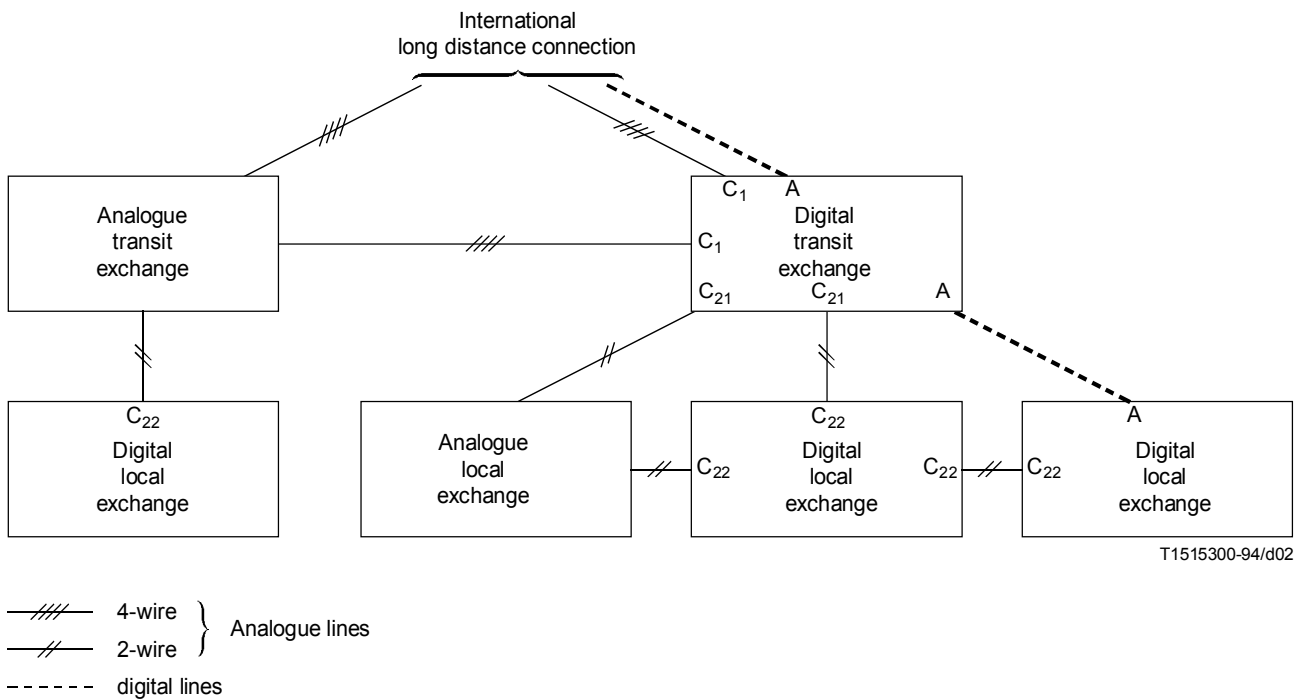 International
long distance connection
C₁ A
Analogue
transit
exchange
C₁
Digital
transit
exchange
C₂₁ C₂₁ A
C₂₂
Digital
local
exchange
Analogue
local
exchange
C₂₂
C₂₂ Digital
local
exchange
C₂₂
A
C₂₂ Digital
local
exchange
T1515300-94/d02
4-wire
2-wire
Analogue lines
digital lines